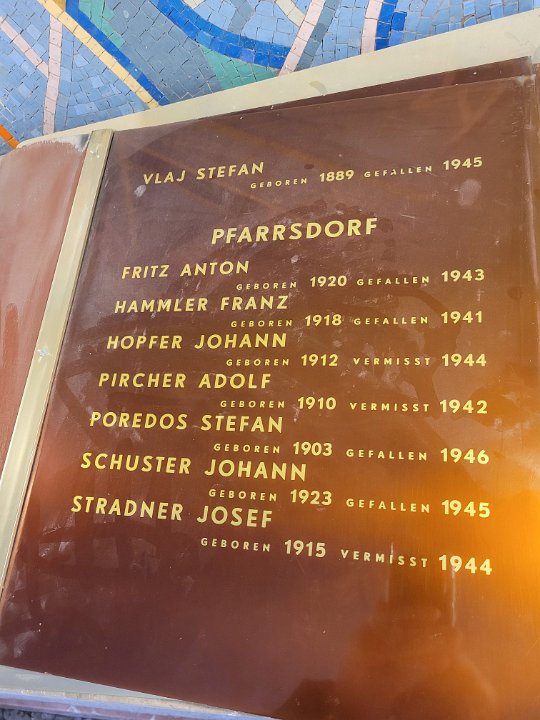 VLAJ STEFAN
GEBOREN 1889 GEFALLEN 1945
PFARRSDORF
FRITZ ANTON
GEBOREN 1920 GEFALLEN 1943
HAMMLER FRANZ
GEBOREN 1918 GEFALLEN 1941
HOPFER JOHANN
GEBOREN 1912 VERMISST 1944
PIRCHER ADOLF
GEBOREN 1910 VERMISST 1942
POREDOS STEFAN
GEBOREN 1903 GEFALLEN 1946
SCHUSTER JOHANN
GEBOREN 1923 GEFALLEN 1945
STRADNER JOSEF
GEBOREN 1915 VERMISST 1944